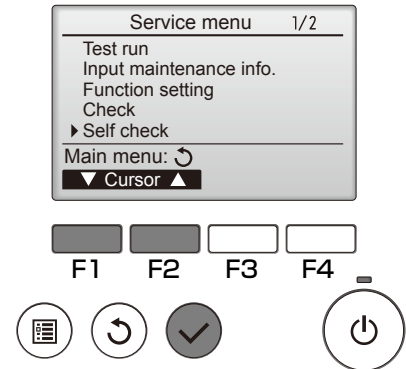 Service menu 1/2
Test run
Input maintenance info.
Function setting
Check
Self check
Main menu:
▼ Cursor ▲
F1 F2 F3 F4